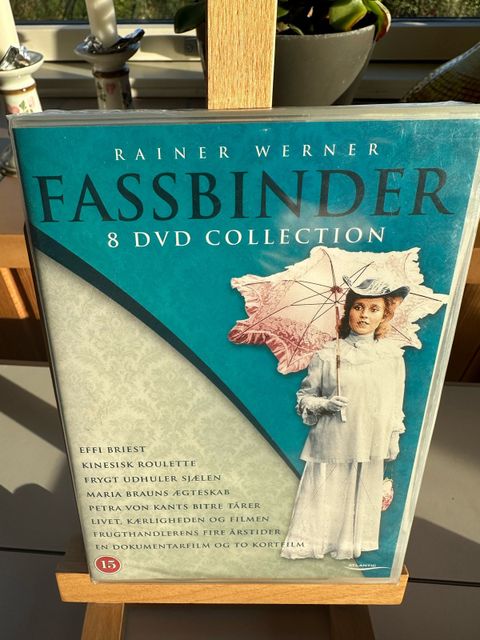 RAINER WERNER
FASSBINDER
8 DVD COLLECTION
EFFI BRIEST
KINESISK ROULETTE
FRYGT UDHULER SJÆLEN
MARIA BRAUNS ÆGTESKAB
PETRA VON KANTS BITRE TÅRER
LIVET, KÆRLIGHEDEN OG FILMEN
FRUGTHANDLERENS FIRE ÅRSTIDER
EN DOKUMENTARFILM OG TO KORTFILM
15
ATLANTIC